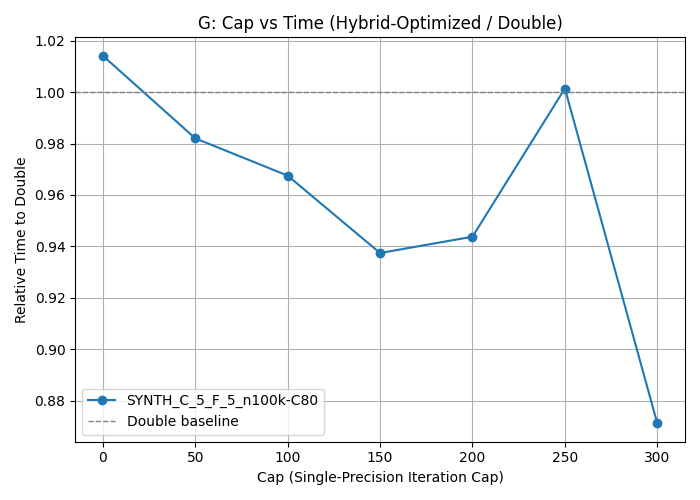 G: Cap vs Time (Hybrid-Optimized / Double)
Relative Time to Double
1.02
1.00
0.98
0.96
0.94
0.92
0.90
0.88
SYNTH_C_5_F_5_n100k-C80
Double baseline
0 50 100 150 200 250 300
Cap (Single-Precision Iteration Cap)